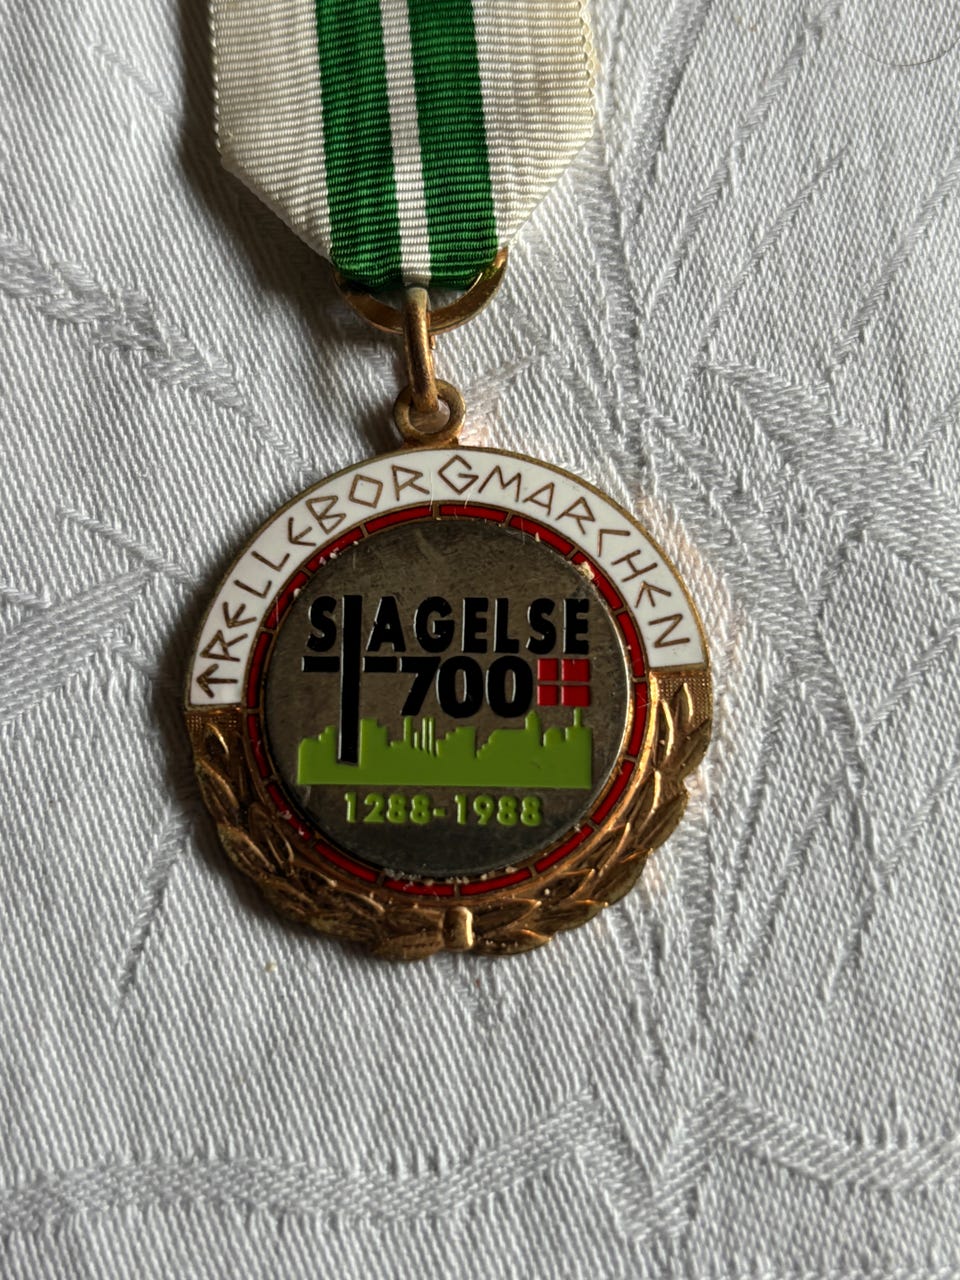 TRELLEBORGMARCHEN
SLAGELSE
700
1288-1988